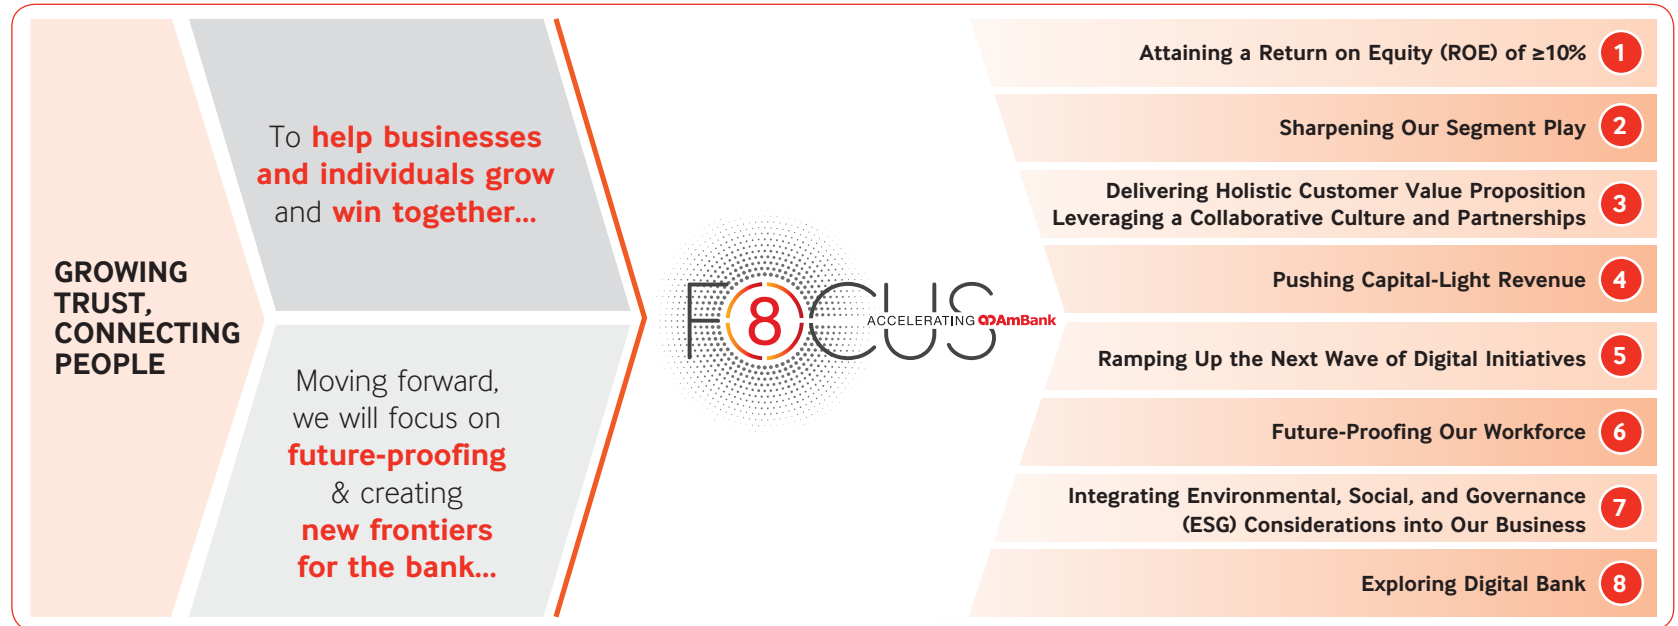 GROWING
TRUST,
CONNECTING
PEOPLE
To help businesses
and individuals grow
and win together...
Moving forward,
we will focus on
future-proofing
& creating
new frontiers
for the bank...
F8CUS
ACCELERATING AmBank
Attaining a Return on Equity (ROE) of ≥10% 1
Sharpening Our Segment Play 2
Delivering Holistic Customer Value Proposition
Leveraging a Collaborative Culture and Partnerships 3
Pushing Capital-Light Revenue 4
Ramping Up the Next Wave of Digital Initiatives 5
Future-Proofing Our Workforce 6
Integrating Environmental, Social, and Governance
(ESG) Considerations into Our Business 7
Exploring Digital Bank 8